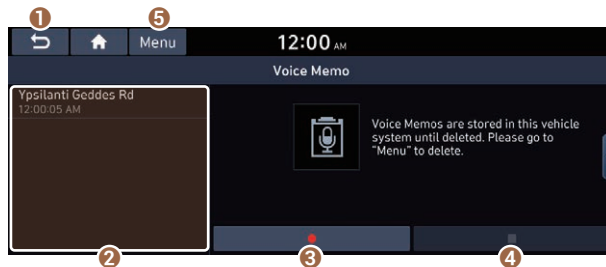 1
5
Menu
12:00 AM
Voice Memo
Ypsilanti Geddes Rd
12:00:05 AM
Voice Memos are stored in this vehicle
system until deleted. Please go to
"Menu" to delete.
2
3
4